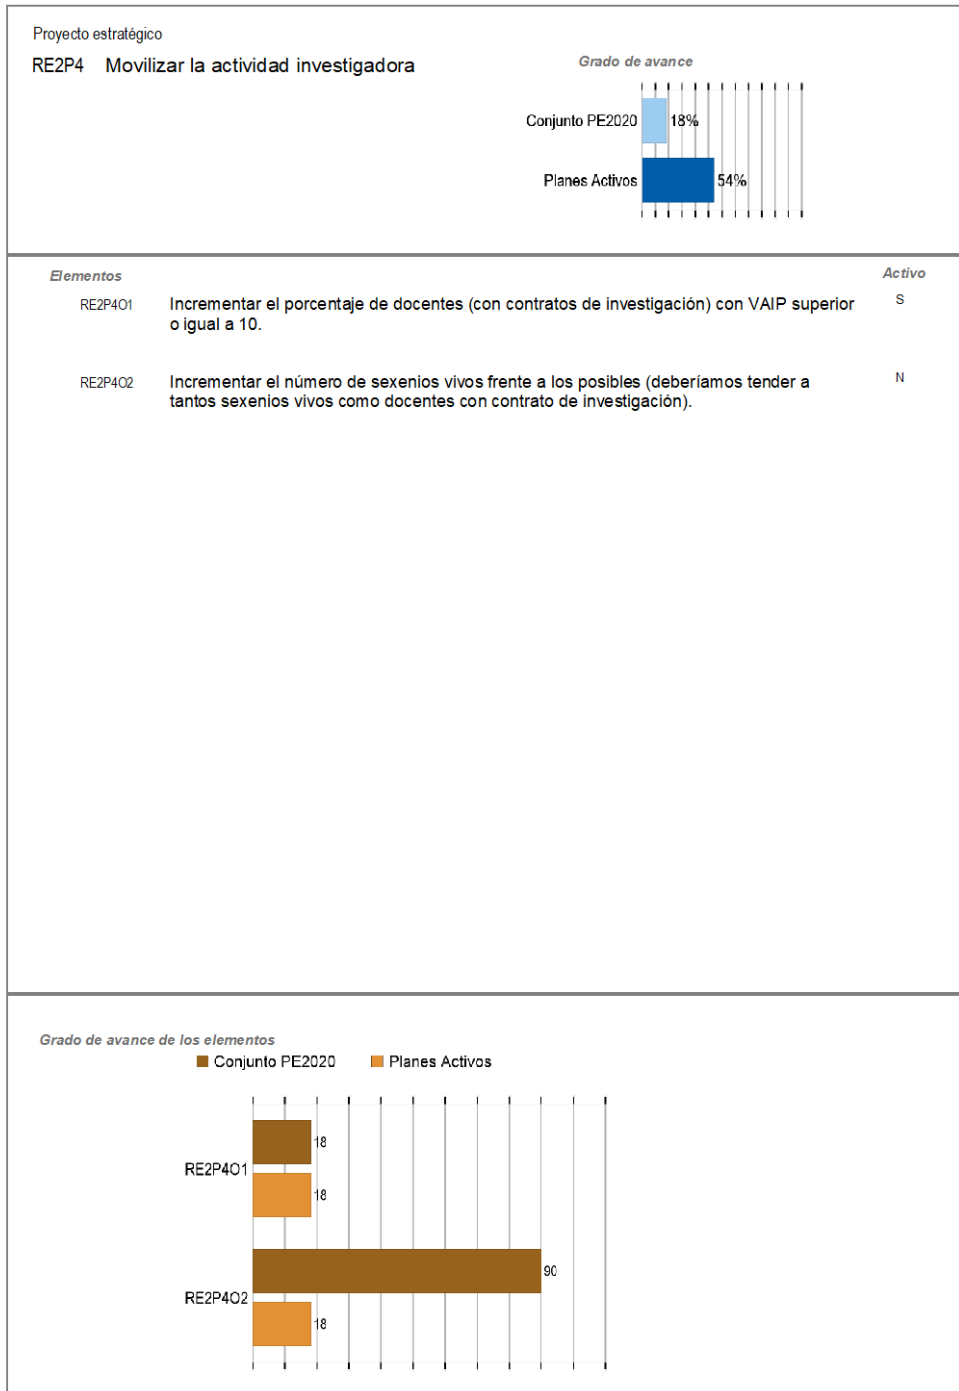 Proyecto estratégico
RE2P4 Movilizar la actividad investigadora
Grado de avance
Conjunto PE2020 18%
Planes Activos 54%
Elementos Activo
RE2P4O1 Incrementar el porcentaje de docentes (con contratos de investigación) con VAIP superior S
o igual a 10.
RE2P4O2 Incrementar el número de sexenios vivos frente a los posibles (deberíamos tender a N
tantos sexenios vivos como docentes con contrato de investigación).
Grado de avance de los elementos
Conjunto PE2020 Planes Activos
18
RE2P4O1
18
90
RE2P4O2
18